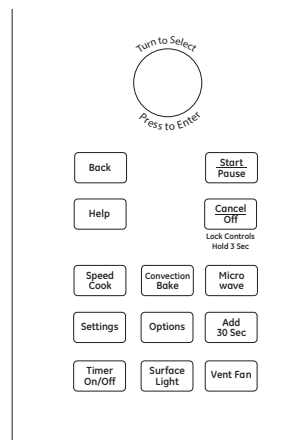 Turn to Select
Press to Enter
Back
Start
Pause
Help
Cancel
Off
Lock Controls
Hold 3 Sec
Speed
Cook
Convection
Bake
Micro
wave
Settings
Options
Add
30 Sec
Timer
On/Off
Surface
Light
Vent Fan